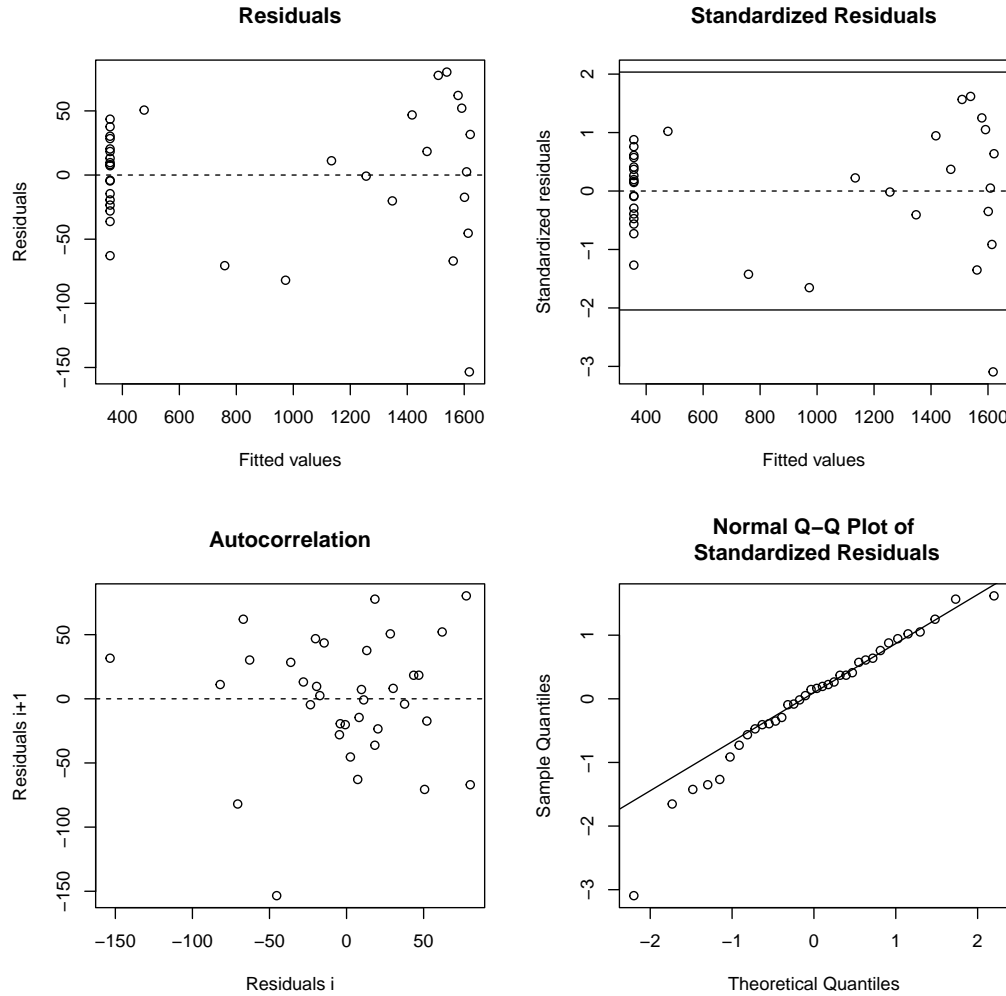 Residuals
Residuals
50
0
−50
−100
−150
400 600 800 1000 1200 1400 1600
Fitted values
Standardized Residuals
Standardized residuals
2
1
0
−1
−2
−3
400 600 800 1000 1200 1400 1600
Fitted values
Autocorrelation
Residuals i+1
50
0
−50
−100
−150
−150 −100 −50 0 50
Residuals i
Normal Q−Q Plot of
Standardized Residuals
Sample Quantiles
1
0
−1
−2
−3
−2 −1 0 1 2
Theoretical Quantiles